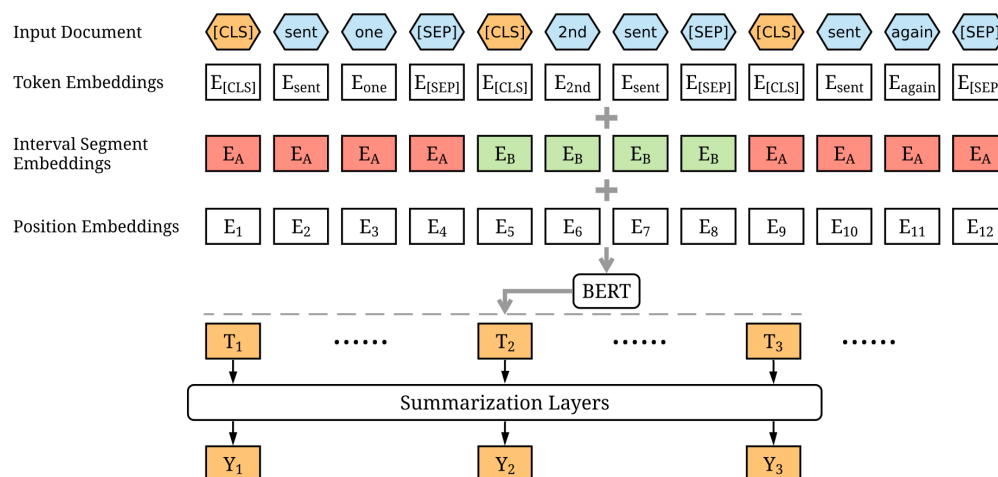 Input Document [CLS] sent one [SEP] [CLS] 2nd sent [SEP] [CLS] sent again [SEP]
Token Embeddings E[CLS] Esent Eone E[SEP] E[CLS] E2nd Esent E[SEP] E[CLS] Esent Eagain E[SEP
+
Interval Segment
Embeddings EA EA EA EA EB EB EB EB EA EA EA EA
+
Position Embeddings E1 E2 E3 E4 E5 E6 E7 E8 E9 E10 E11 E12
BERT
T1 ...... T2 ...... T3 ......
Summarization Layers
Y1 Y2 Y3